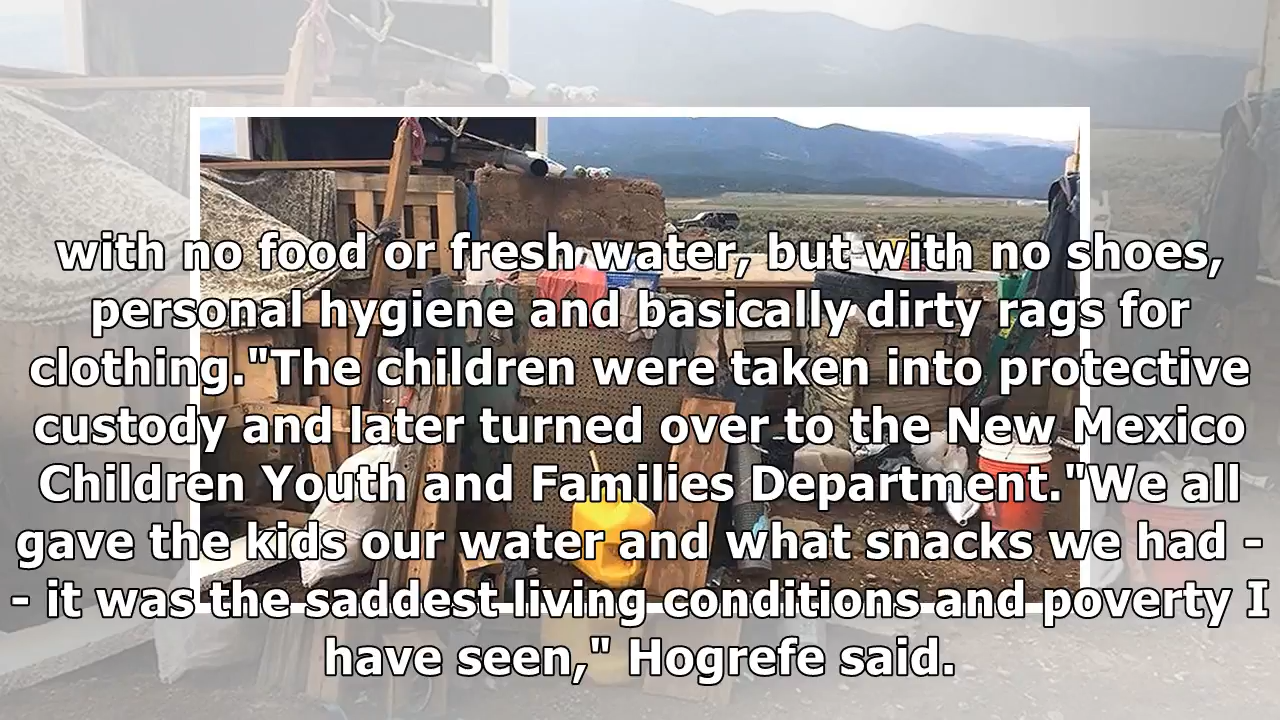 with no food or fresh water, but with no shoes,
personal hygiene and basically dirty rags for
clothing."The children were taken into protective
custody and later turned over to the New Mexico
Children Youth and Families Department."We all
gave the kids our water and what snacks we had -
- it was the saddest living conditions and poverty I
have seen," Hogrefe said.